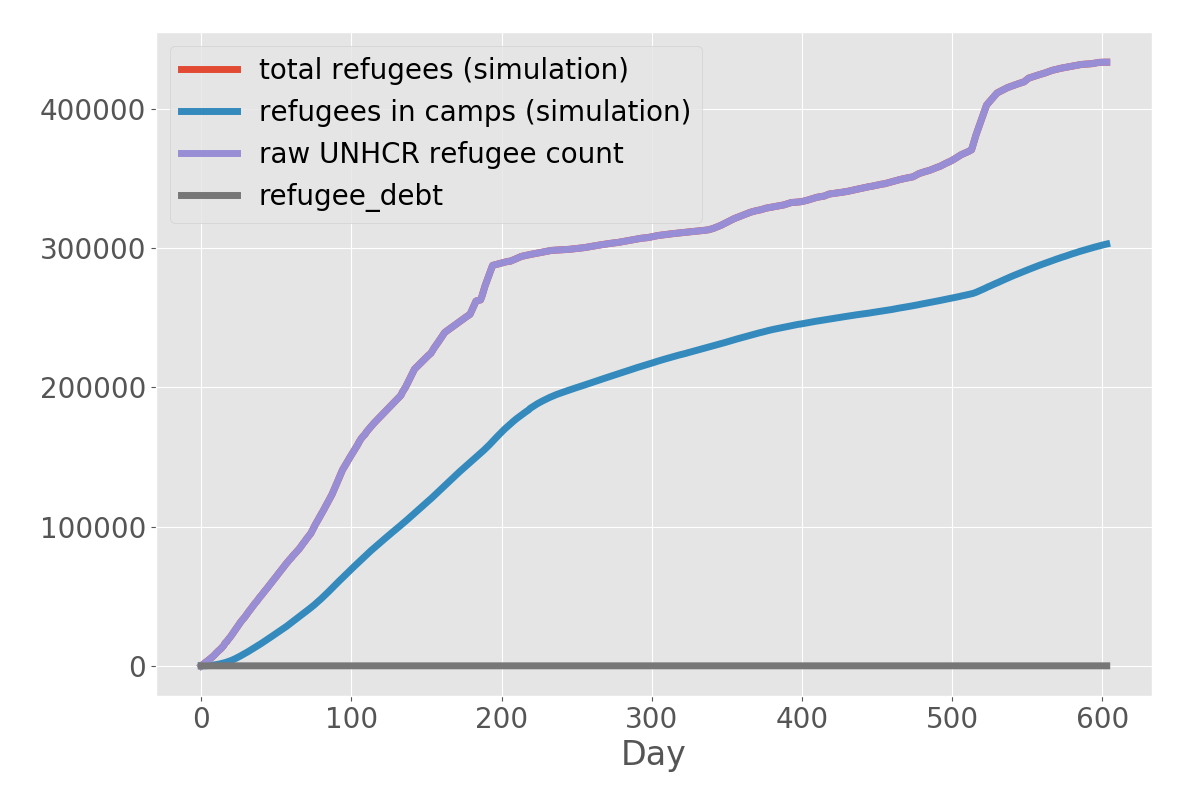 total refugees (simulation)
refugees in camps (simulation)
raw UNHCR refugee count
refugee_debt
400000
300000
200000
100000
0
0 100 200 300 400 500 600
Day